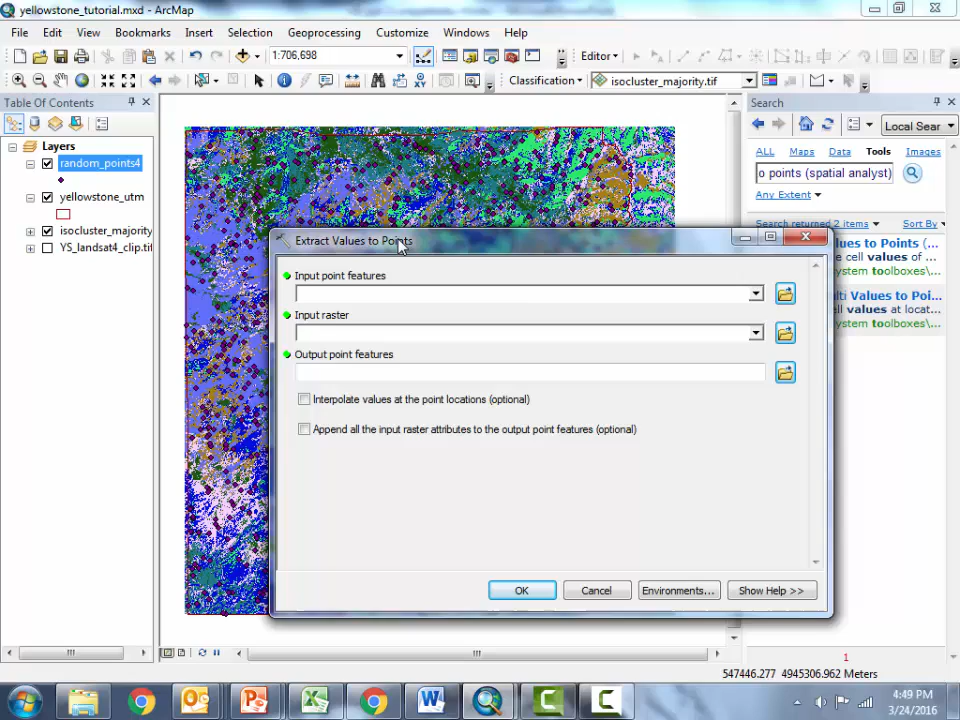 yellowstone_tutorial.mxd - ArcMap
File Edit View Bookmarks Insert Selection Geoprocessing Customize Windows Help
1:706,698 Editor
Classification isocluster_majority.tif
Table Of Contents
Search
Local Sear
Layers
ALL Maps Data Tools Images
random_points4
o points (spatial analyst)
Any Extent
yellowstone_utm
Search returned 2 items Sort By
isocluster_majority
YS_landsat4_clip.tif
Extract Values to Points
alues to Points (...
e cell values of ...
ystem toolboxes\...
Input point features
ulti Values to Poi...
ell values at locat...
ystem toolboxes\...
Input raster
Output point features
Interpolate values at the point locations (optional)
Append all the input raster attributes to the output point features (optional)
OK Cancel Environments... Show Help >>
1
547446.277 4945306.962 Meters
4:49 PM
3/24/2016